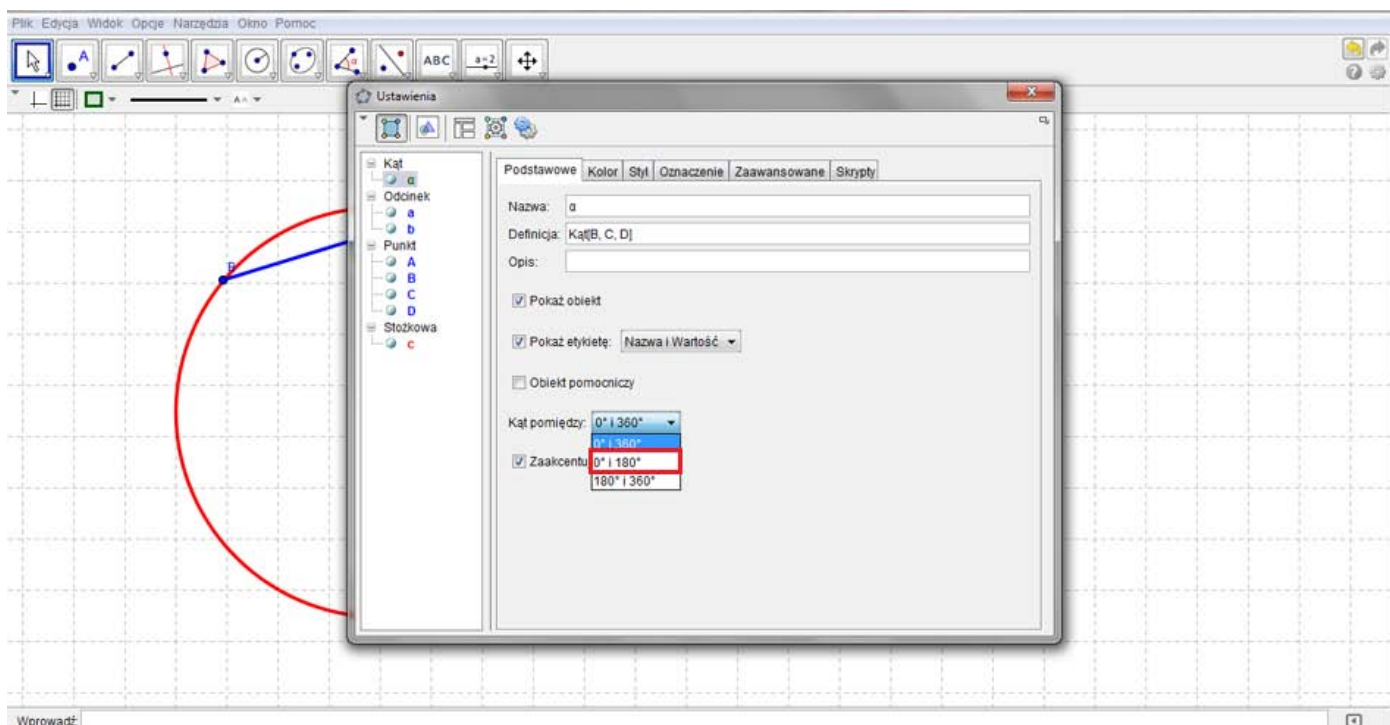 Plik Edycja Widok Opcje Narzędzia Okno Pomoc
A
α
ABC
a=2
Ustawienia
Kąt
α
Odcinek
a
b
Punkt
A
B
C
D
Stożkowa
c
Podstawowe Kolor Styl Oznaczenie Zaawansowane Skrypty
Nazwa: α
Definicja: Kąt[B, C, D]
Opis:
Pokaż obiekt
Pokaż etykietę: Nazwa i Wartość
Obiekt pomocniczy
Kąt pomiędzy: 0° i 360°
0° i 360°
Zaakcentu 0° i 180°
180° i 360°
B
Wprowadź: